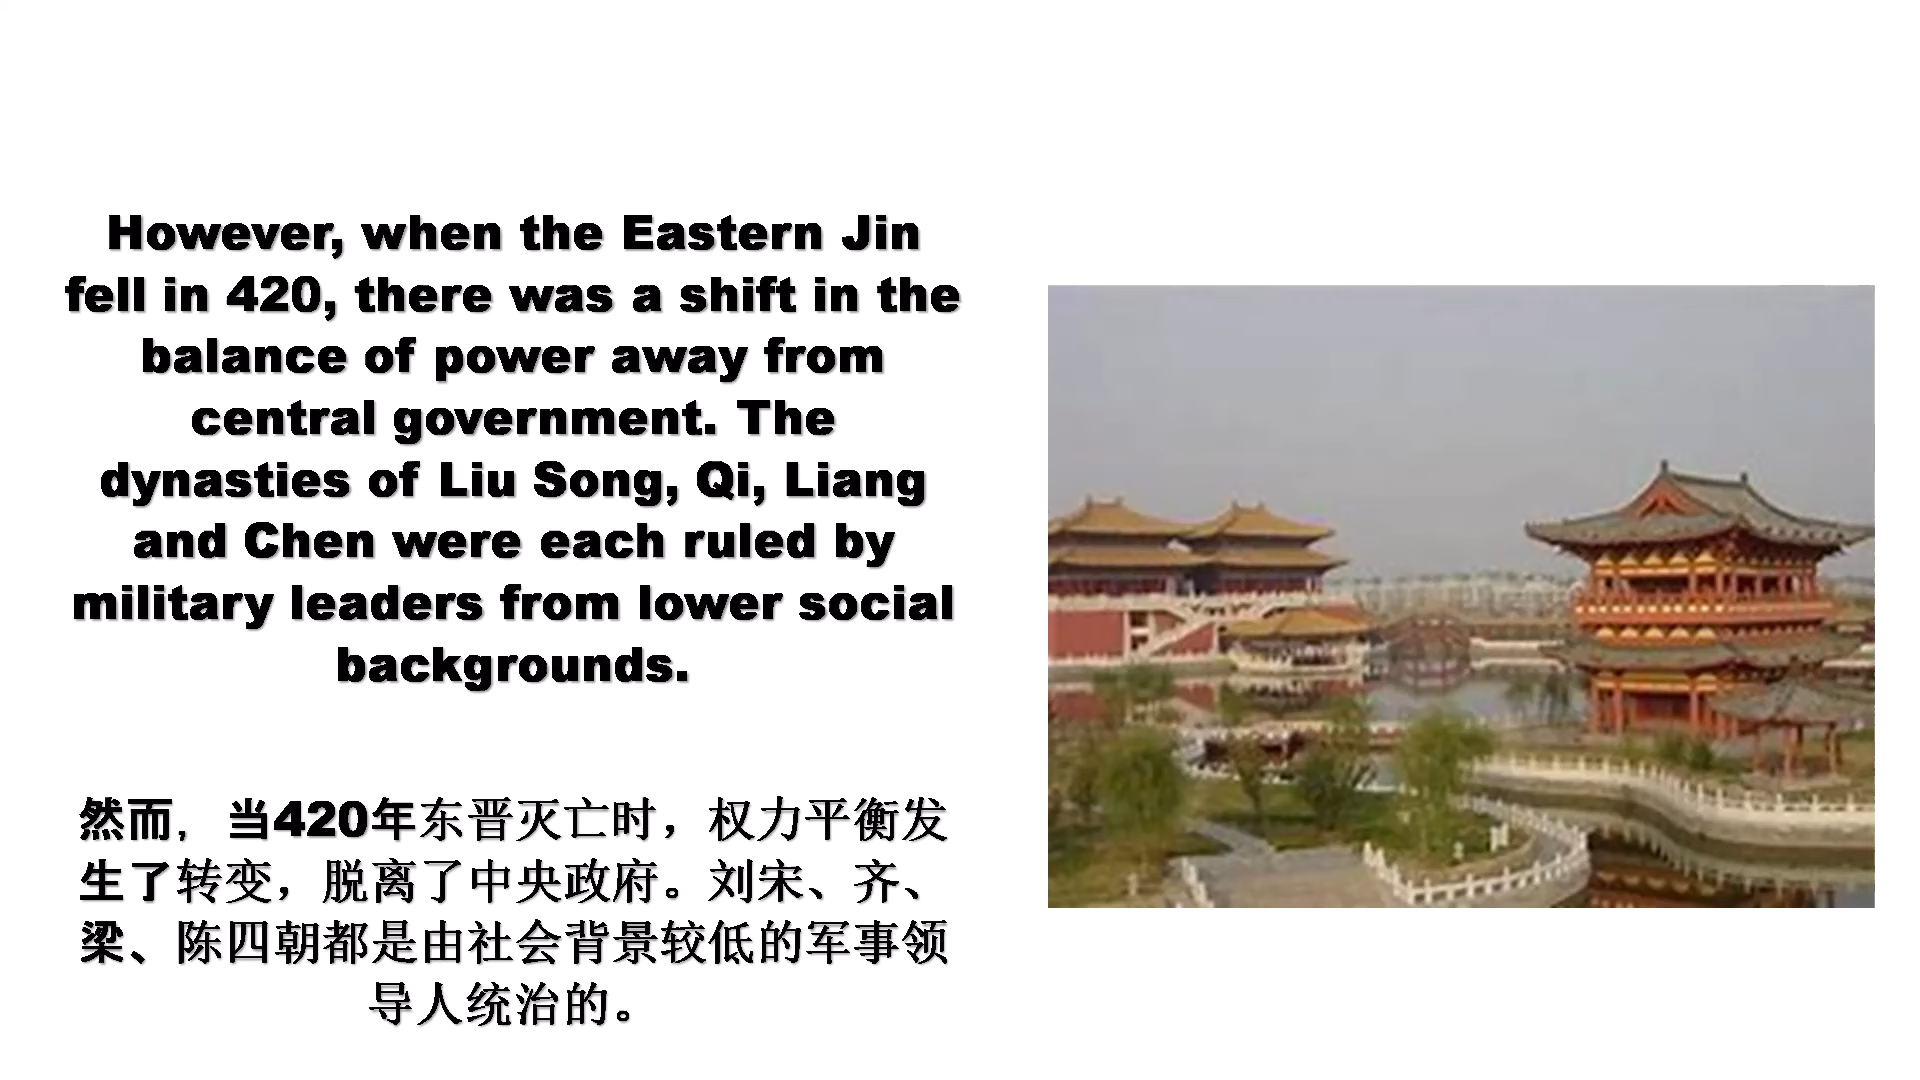 However, when the Eastern Jin
fell in 420, there was a shift in the
balance of power away from
central government. The
dynasties of Liu Song, Qi, Liang
and Chen were each ruled by
military leaders from lower social
backgrounds.
然而，当420年东晋灭亡时，权力平衡发
生了转变，脱离了中央政府。刘宋、齐、
梁、陈四朝都是由社会背景较低的军事领
导人统治的。